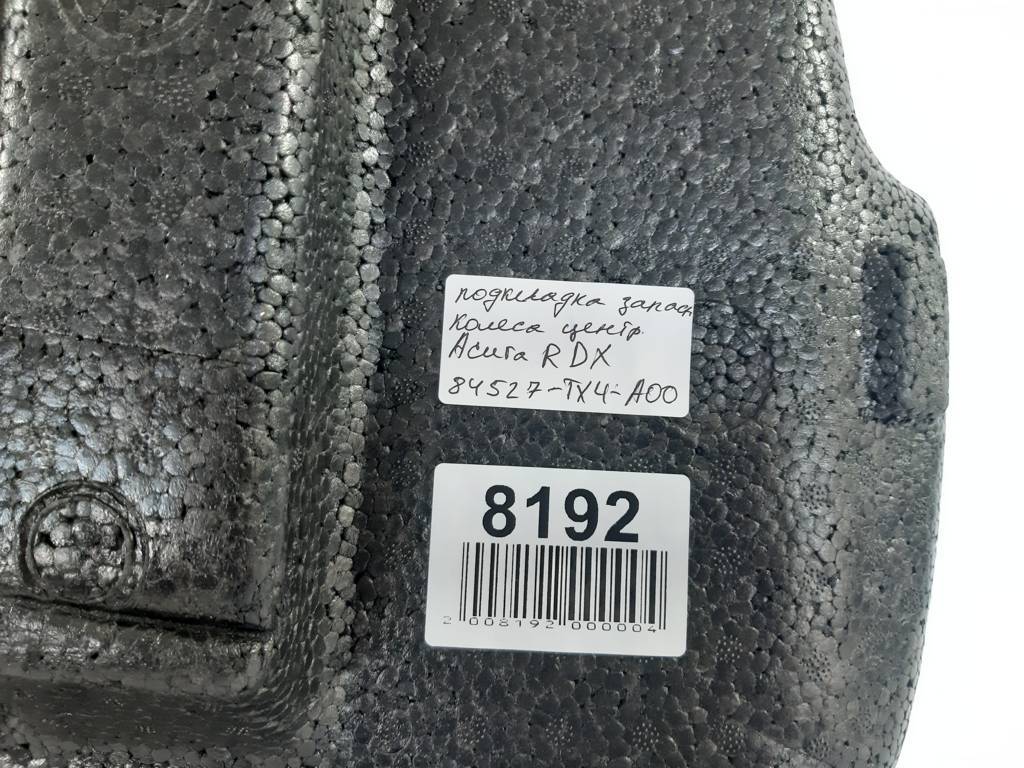 подкладка запасн
колеса центр.
Acura RDX
84527-TX4-A00
8192
2 008192 000004